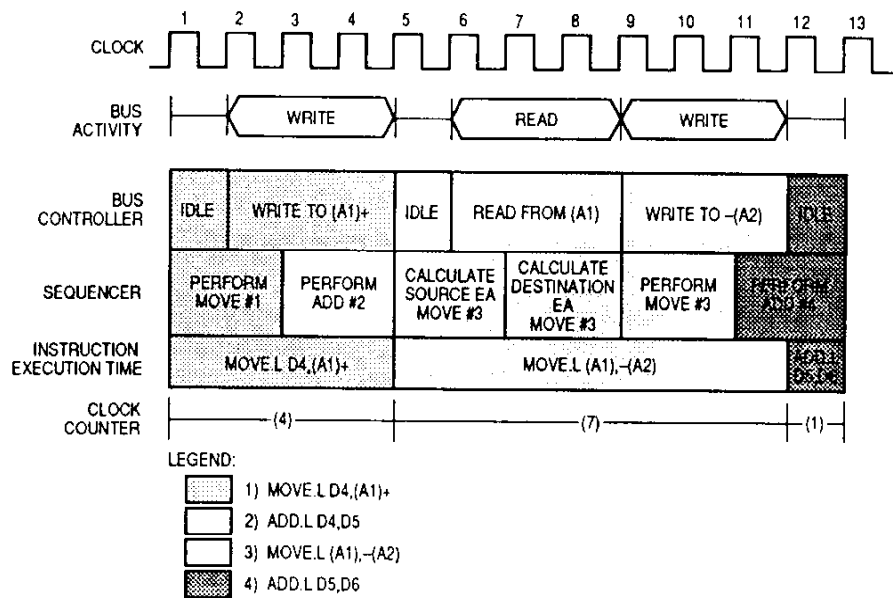 1 2 3 4 5 6 7 8 9 10 11 12 13
CLOCK
BUS
ACTIVITY
WRITE READ WRITE
BUS
CONTROLLER
IDLE WRITE TO (A1)+ IDLE READ FROM (A1) WRITE TO –(A2) IDLE
SEQUENCER
PERFORM
MOVE #1
PERFORM
ADD #2
CALCULATE
SOURCE EA
MOVE #3
CALCULATE
DESTINATION
EA
MOVE #3
PERFORM
MOVE #3
PERFORM
ADD #4
INSTRUCTION
EXECUTION TIME
MOVE.L D4,(A1)+ MOVE.L (A1),–(A2) ADD.L
CLOCK
COUNTER
(4) (7) (1)
LEGEND:
1) MOVE.L D4,(A1)+
2) ADD.L D4,D5
3) MOVE.L (A1),–(A2)
4) ADD.L D5,D6